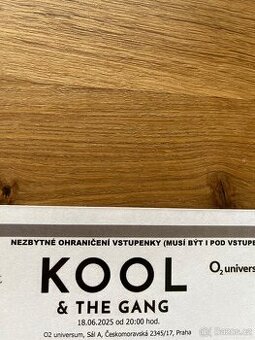 NEZBYTNÉ OHRANIČENÍ VSTUPENKY (MUSÍ BÝT I POD VSTUPE
KOOL
O2 univers
& THE GANG
18.06.2025 od 20:00 hod.
O2 universum, Sál A, Českomoravská 2345/17, Praha